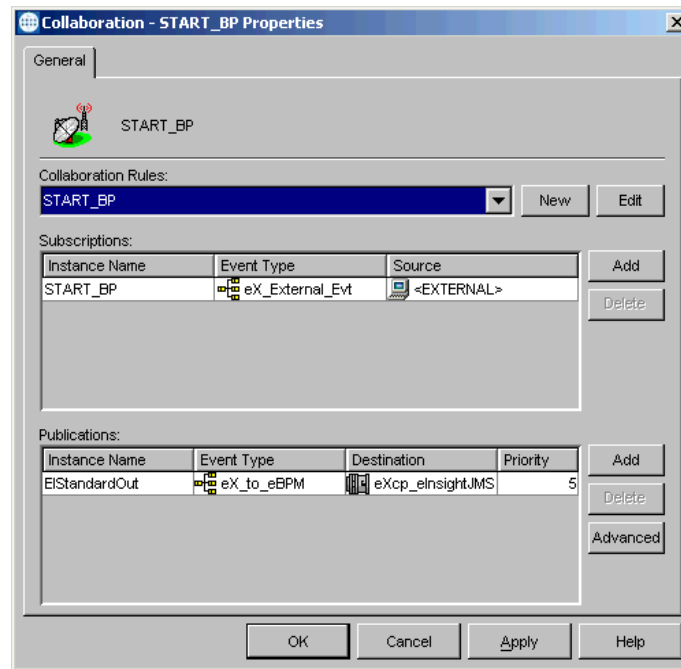 Collaboration - START_BP Properties
General
START_BP
Collaboration Rules:
START_BP New Edit
Subscriptions:
Instance Name Event Type Source Add
START_BP eX_External_Evt <EXTERNAL>
Delete
Publications:
Instance Name Event Type Destination Priority Add
EIStandardOut eX_to_eBPM eXcp_eInsightJMS 5
Delete
Advanced
OK Cancel Apply Help